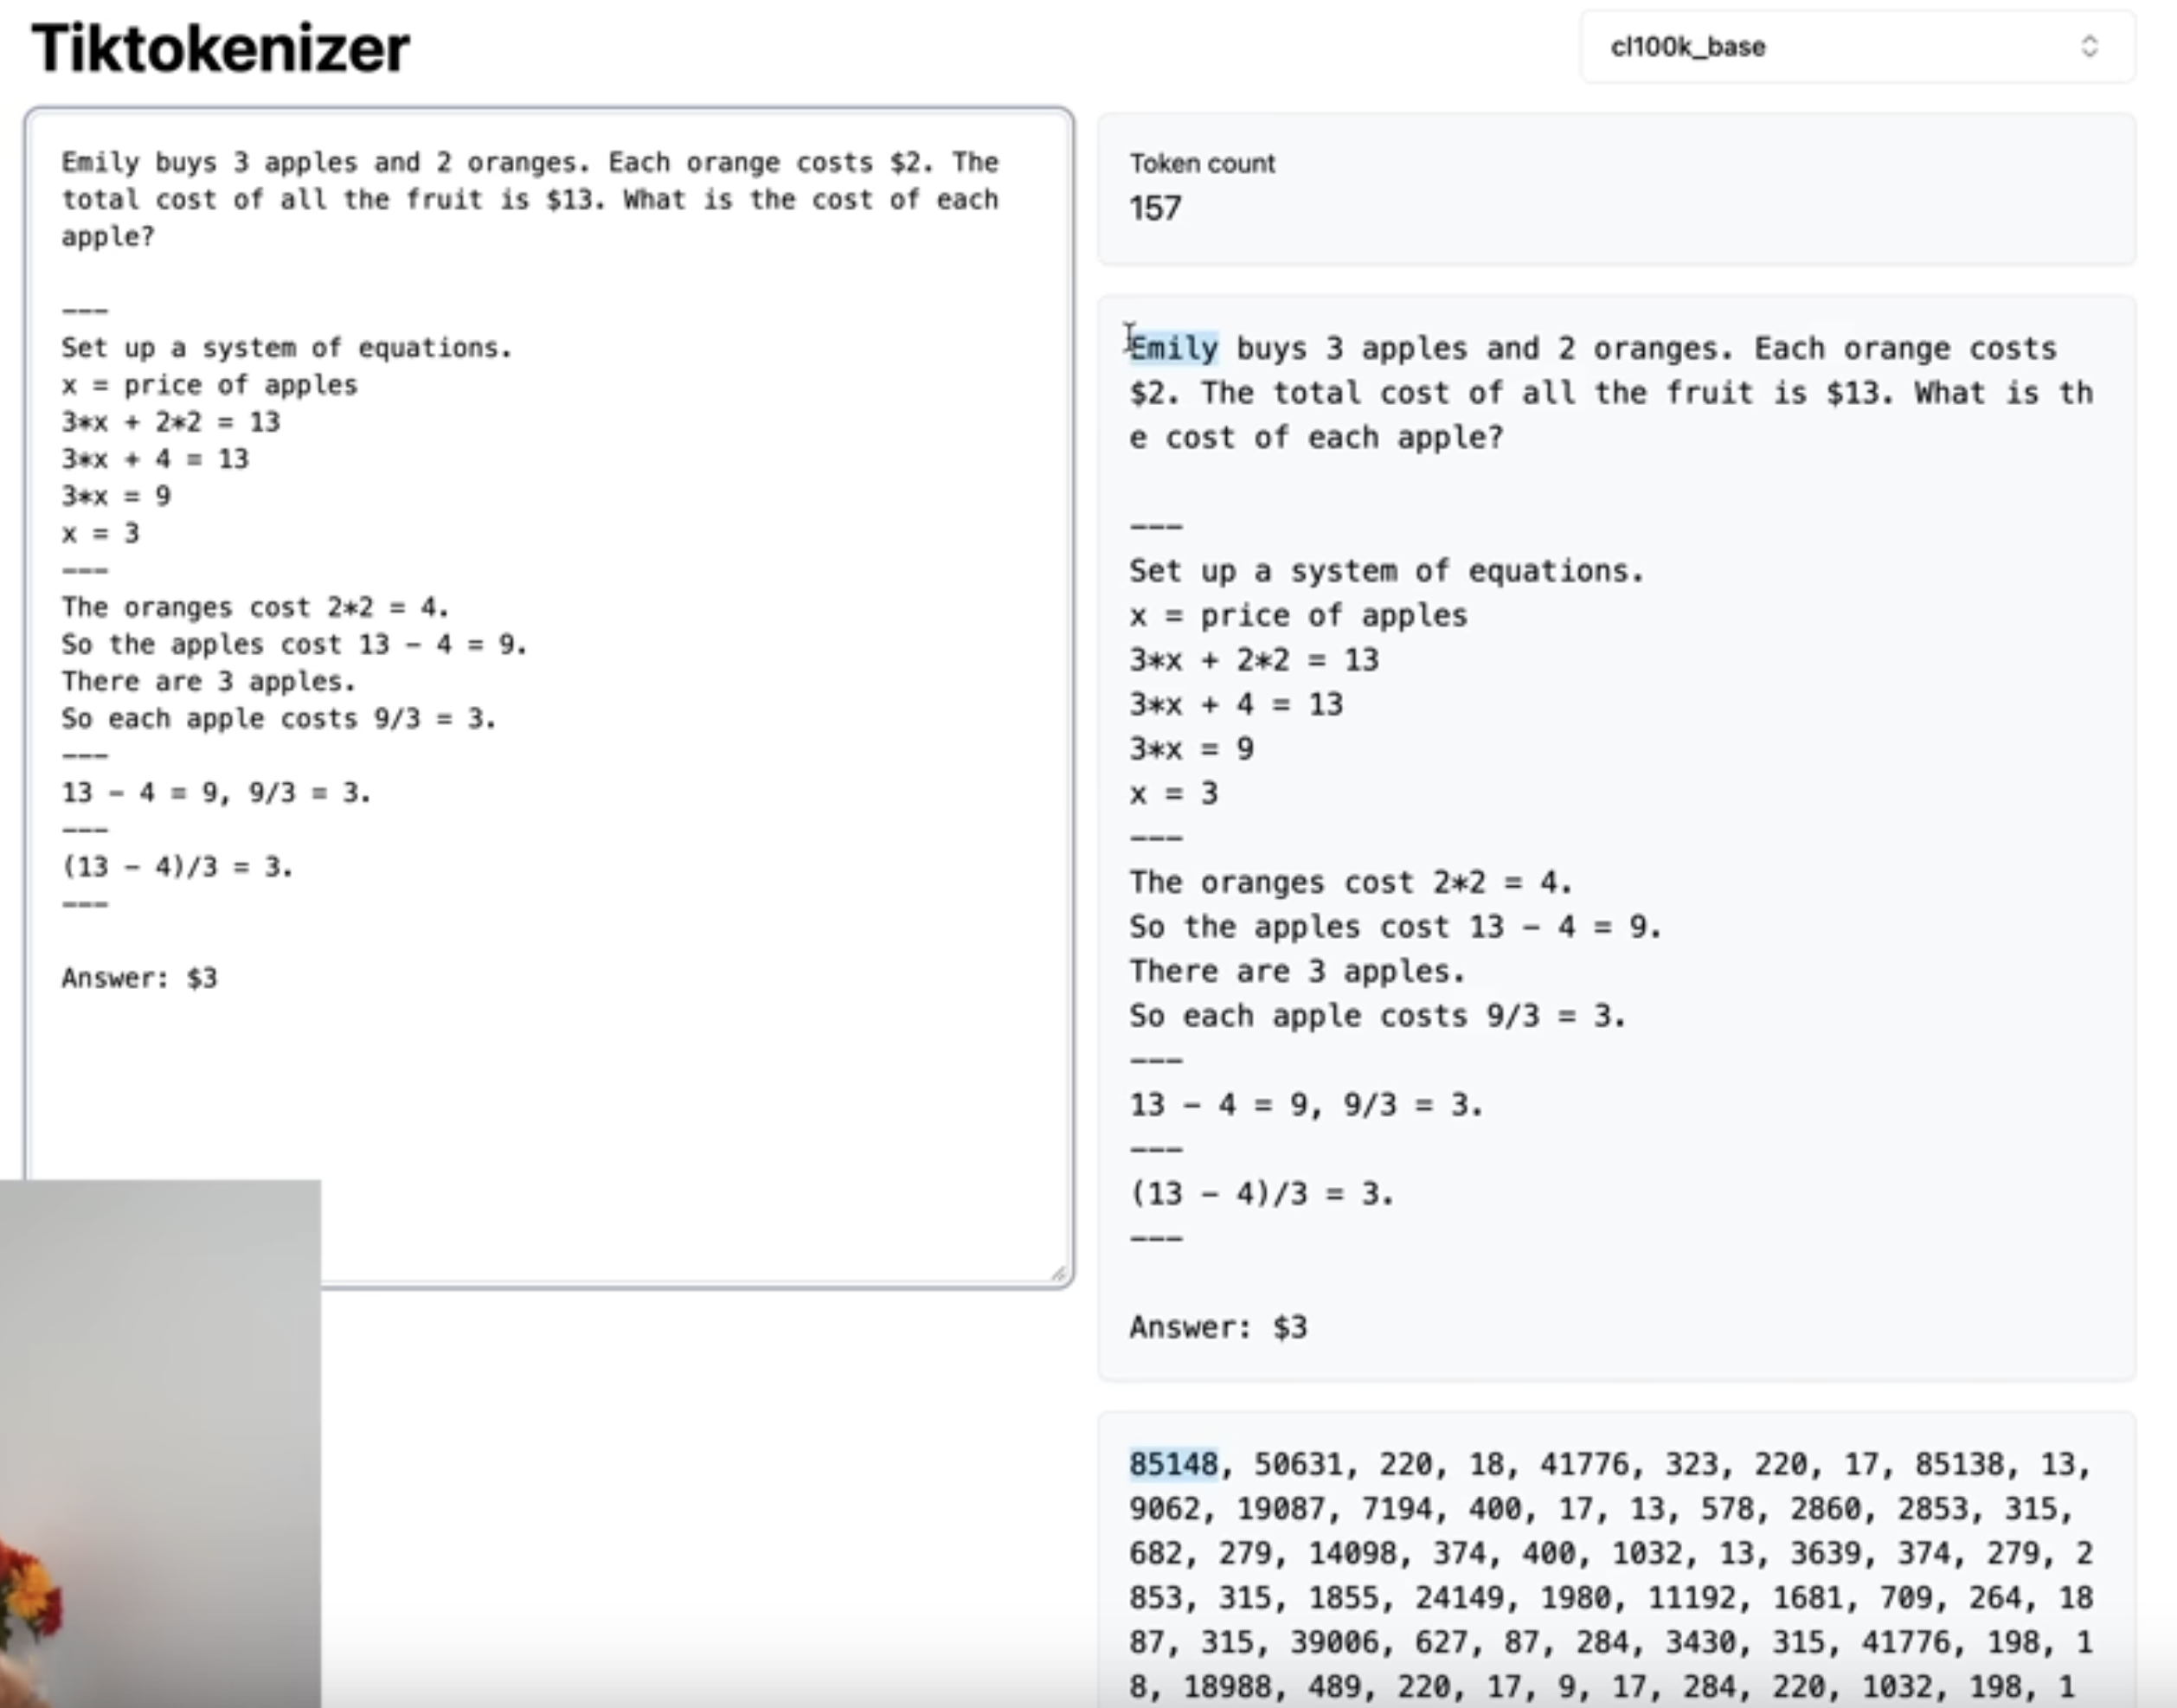 Tiktokenizer
cl100k_base
Emily buys 3 apples and 2 oranges. Each orange costs $2. The
total cost of all the fruit is $13. What is the cost of each
apple?
---
Set up a system of equations.
x = price of apples
3*x + 2*2 = 13
3*x + 4 = 13
3*x = 9
x = 3
---
The oranges cost 2*2 = 4.
So the apples cost 13 - 4 = 9.
There are 3 apples.
So each apple costs 9/3 = 3.
---
13 - 4 = 9, 9/3 = 3.
---
(13 - 4)/3 = 3.
---
Answer: $3
Token count
157
Emily buys 3 apples and 2 oranges. Each orange costs
$2. The total cost of all the fruit is $13. What is th
e cost of each apple?
---
Set up a system of equations.
x = price of apples
3*x + 2*2 = 13
3*x + 4 = 13
3*x = 9
x = 3
---
The oranges cost 2*2 = 4.
So the apples cost 13 - 4 = 9.
There are 3 apples.
So each apple costs 9/3 = 3.
---
13 - 4 = 9, 9/3 = 3.
---
(13 - 4)/3 = 3.
---
Answer: $3
85148, 50631, 220, 18, 41776, 323, 220, 17, 85138, 13,
9062, 19087, 7194, 400, 17, 13, 578, 2860, 2853, 315,
682, 279, 14098, 374, 400, 1032, 13, 3639, 374, 279, 2
853, 315, 1855, 24149, 1980, 11192, 1681, 709, 264, 18
87, 315, 39006, 627, 87, 284, 3430, 315, 41776, 198, 1
8, 18988, 489, 220, 17, 9, 17, 284, 220, 1032, 198, 1